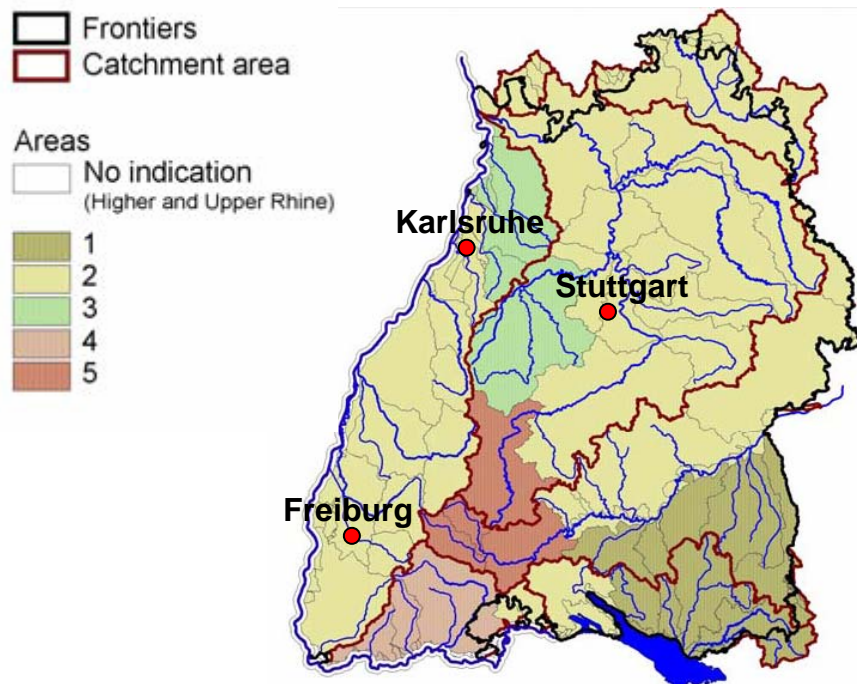 Frontiers
Catchment area
Areas
No indication
(Higher and Upper Rhine)
1
2
3
4
5
Karlsruhe
Stuttgart
Freiburg